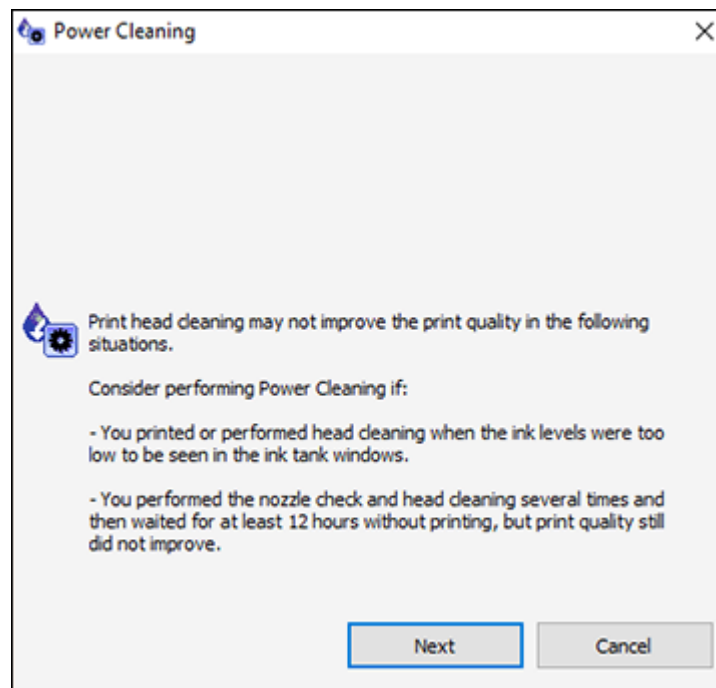 Power Cleaning
Print head cleaning may not improve the print quality in the following
situations.
Consider performing Power Cleaning if:
- You printed or performed head cleaning when the ink levels were too
low to be seen in the ink tank windows.
- You performed the nozzle check and head cleaning several times and
then waited for at least 12 hours without printing, but print quality still
did not improve.
Next
Cancel